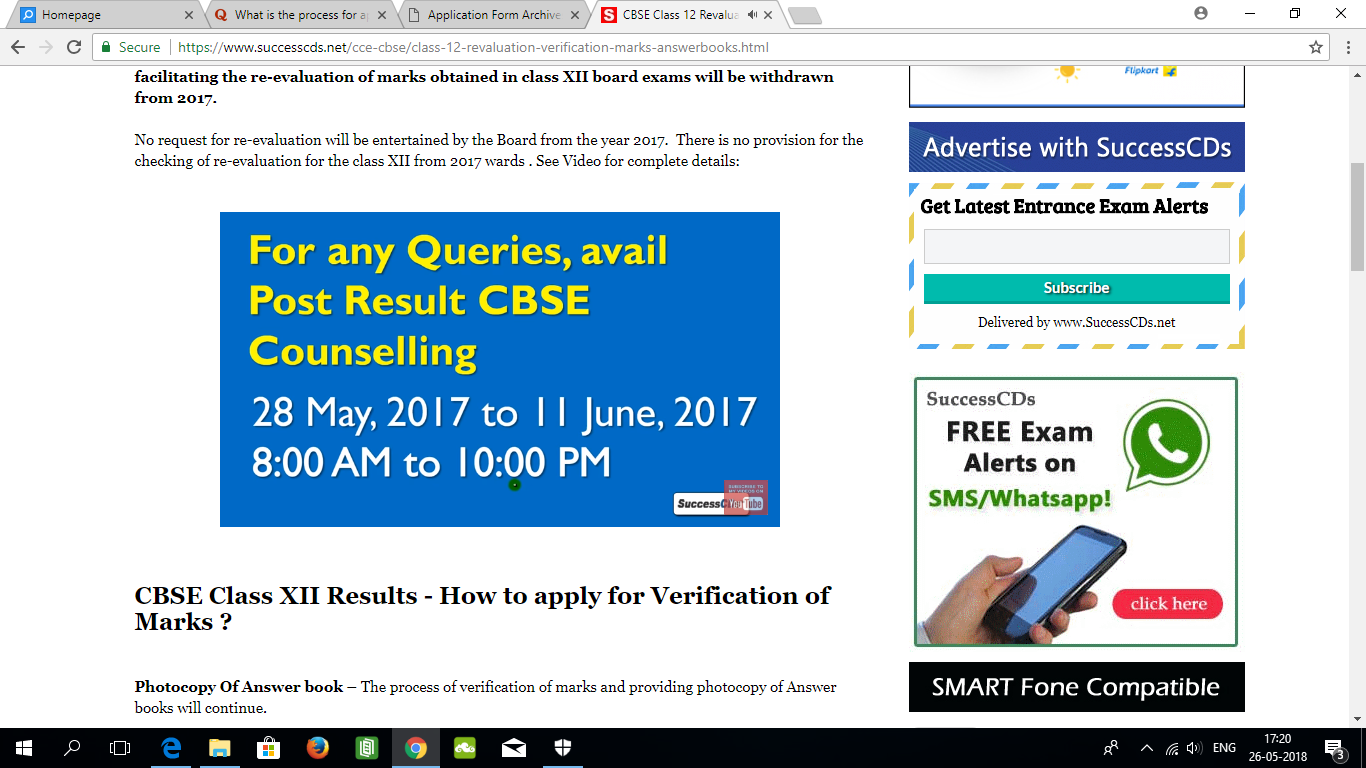 Homepage
What is the process for a
Application Form Archive
CBSE Class 12 Revalua
Secure
https://www.successcds.net/cce-cbse/class-12-revaluation-verification-marks-answerbooks.html
facilitating the re-evaluation of marks obtained in class XII board exams will be withdrawn
from 2017.
No request for re-evaluation will be entertained by the Board from the year 2017. There is no provision for the
checking of re-evaluation for the class XII from 2017 wards . See Video for complete details:
For any Queries, avail
Post Result CBSE
Counselling
28 May, 2017 to 11 June, 2017
8:00 AM to 10:00 PM
SUBSCRIBE TO
MY VIDEOS ON
YouTube
SuccessC
CBSE Class XII Results - How to apply for Verification of
Marks ?
Photocopy Of Answer book – The process of verification of marks and providing photocopy of Answer
books will continue.
Flipkart
Advertise with SuccessCDs
Get Latest Entrance Exam Alerts
Subscribe
Delivered by www.SuccessCDs.net
SuccessCDs
FREE Exam
Alerts on
SMS/Whatsapp!
click here
SMART Fone Compatible
ENG
17:20
26-05-2018
3